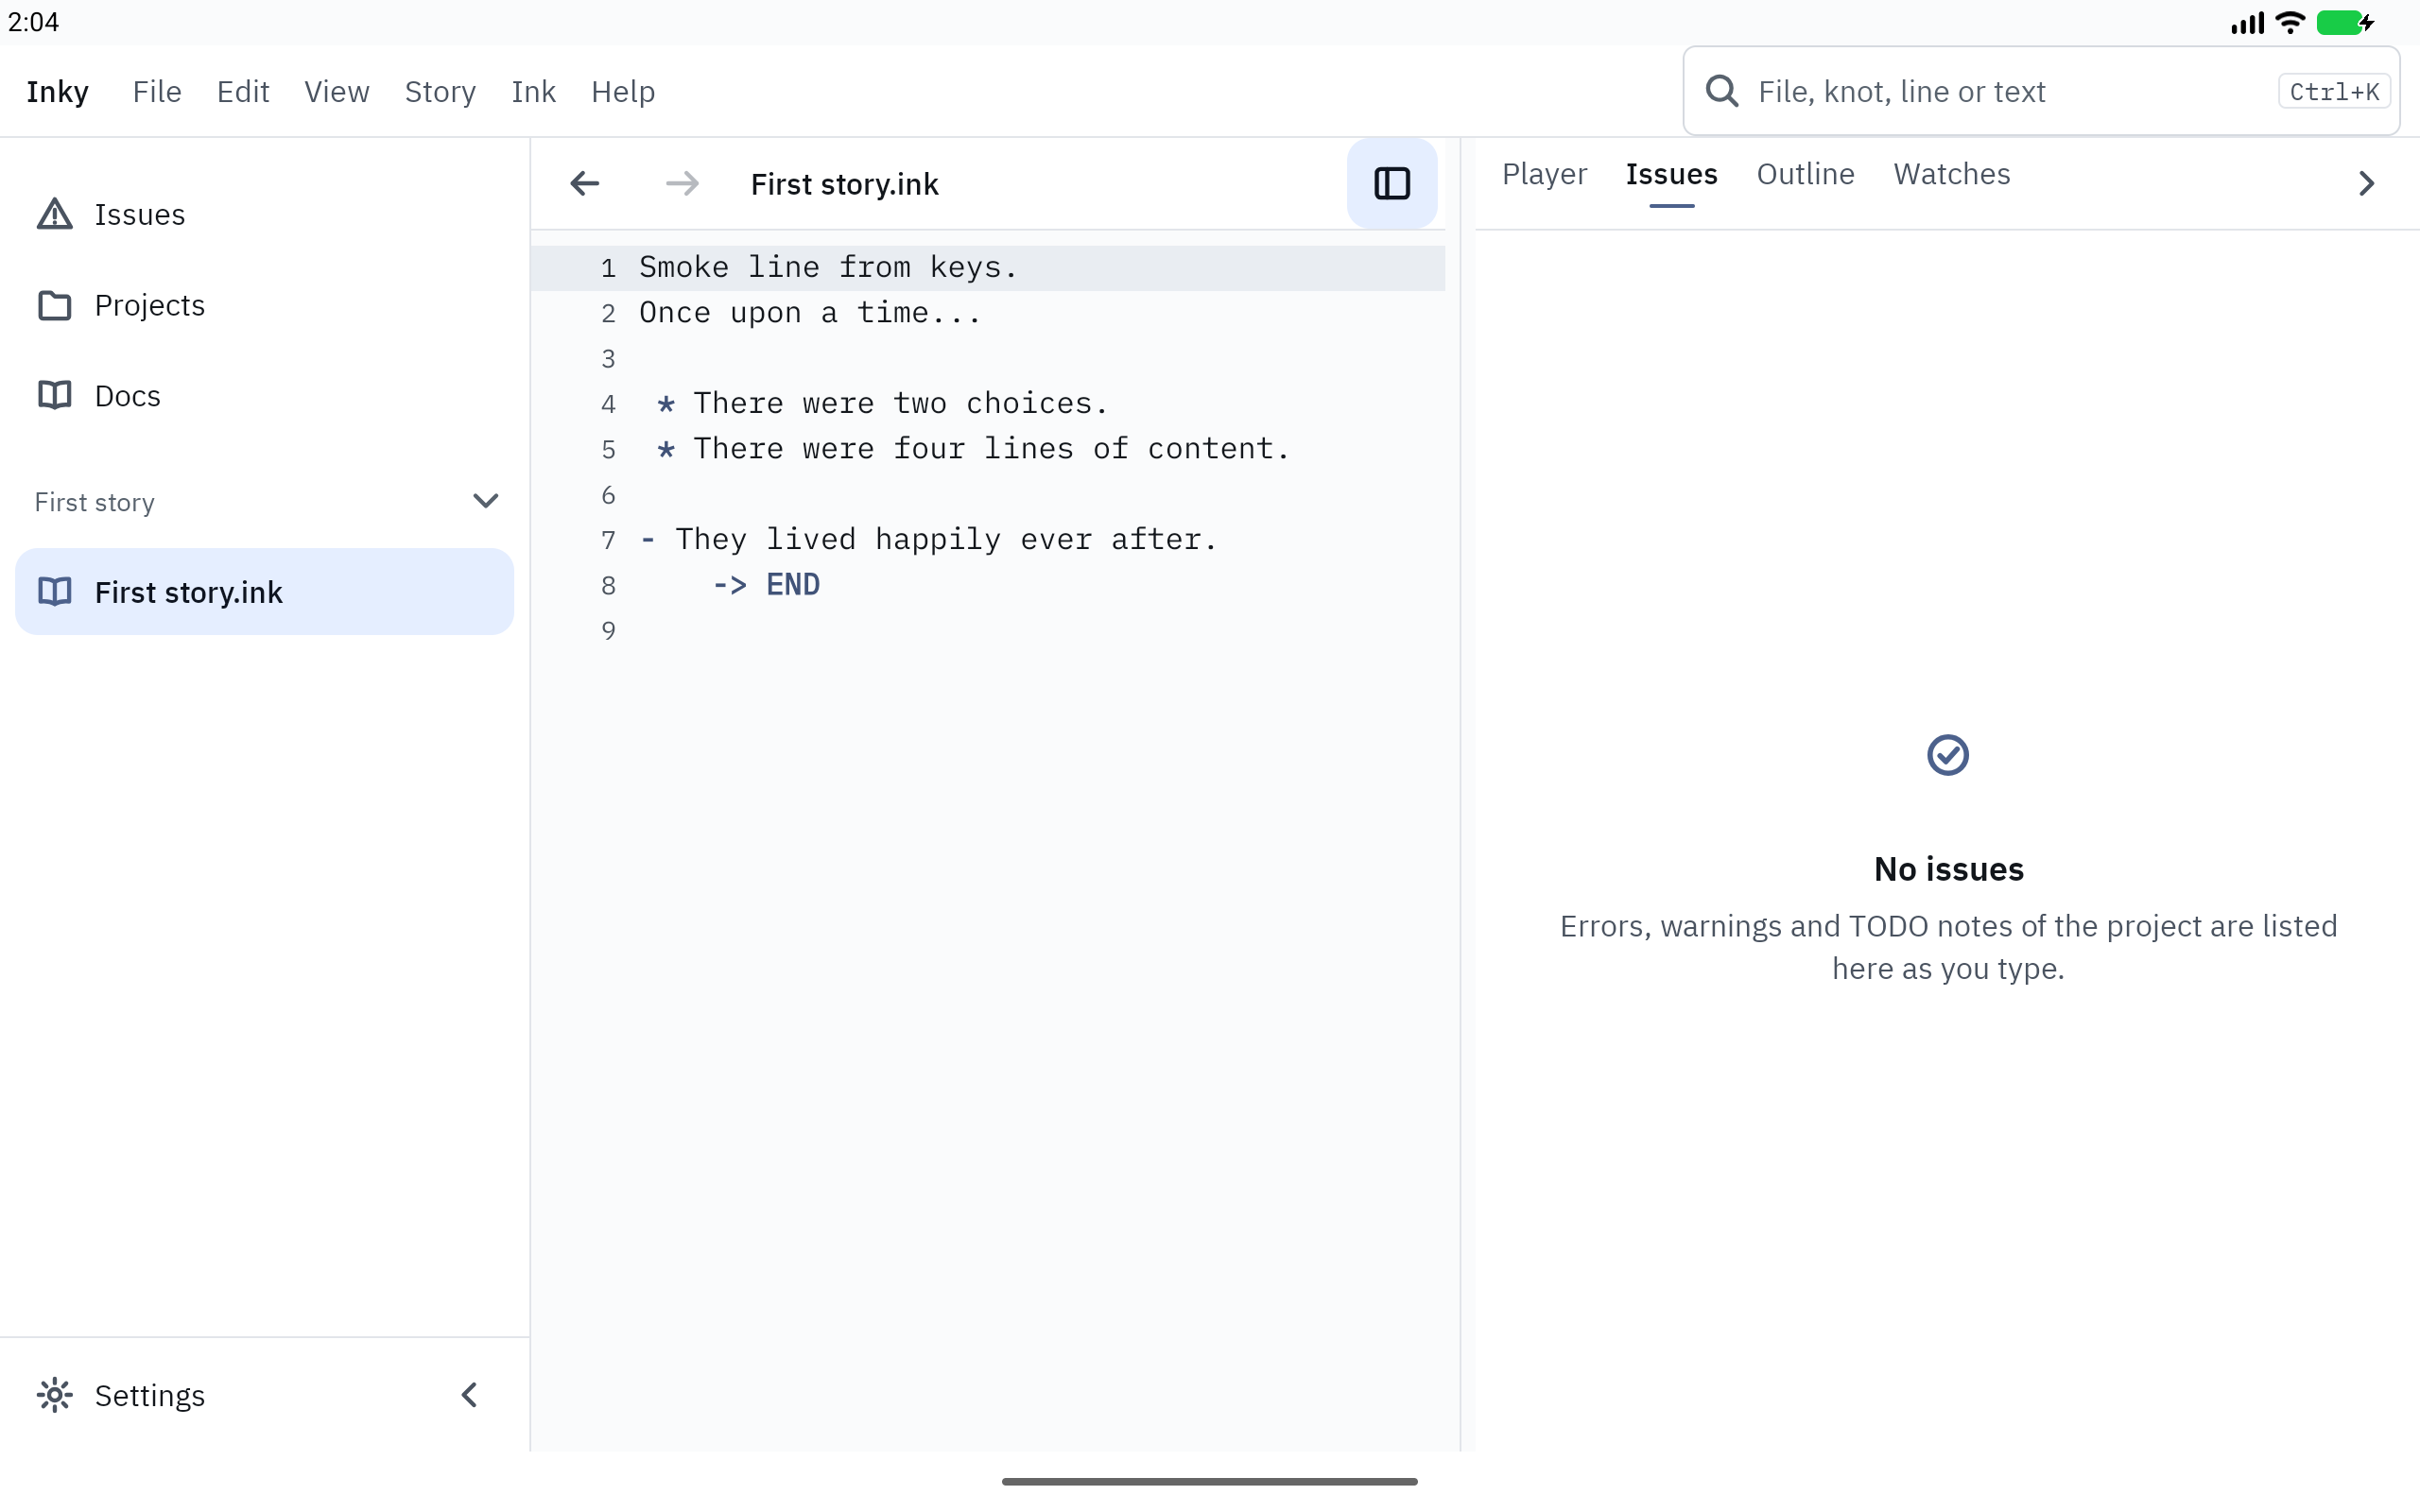 2:04
Inky File Edit View Story Ink Help
File, knot, line or text Ctrl+K
Issues
Projects
Docs
First story
First story.ink
Settings
First story.ink
1 Smoke line from keys.
2 Once upon a time...
3
4 * There were two choices.
5 * There were four lines of content.
6
7 - They lived happily ever after.
8 -> END
9
Player Issues Outline Watches
No issues
Errors, warnings and TODO notes of the project are listed
here as you type.